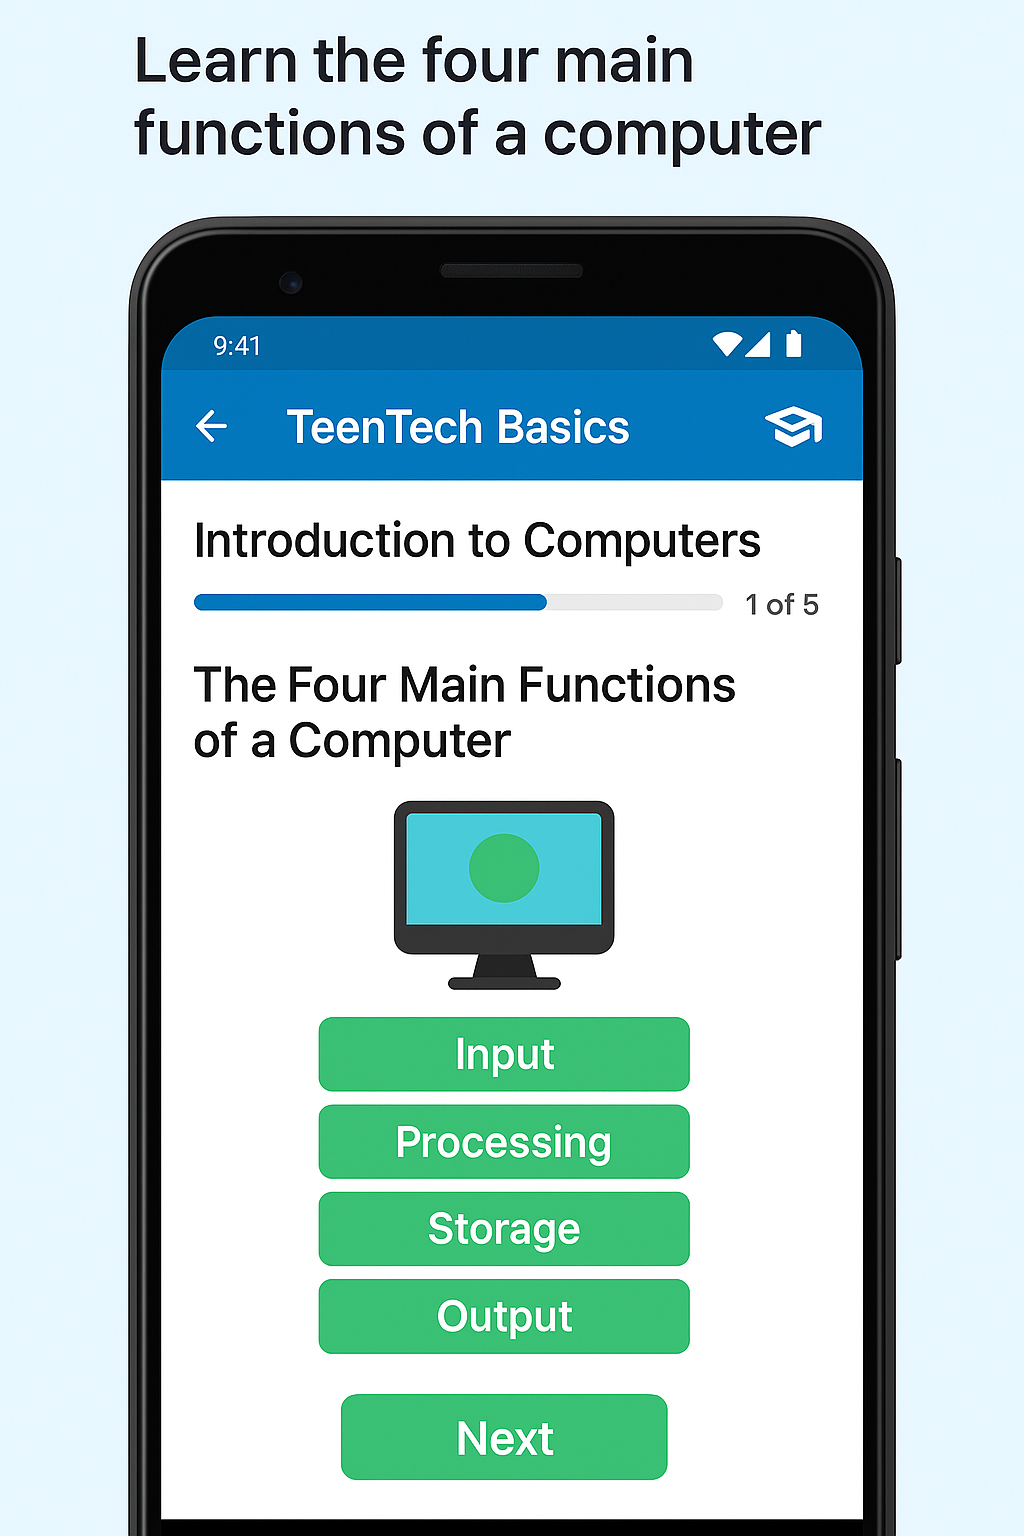 Learn the four main
functions of a computer
9:41
TeenTech Basics
Introduction to Computers
1 of 5
The Four Main Functions
of a Computer
Input
Processing
Storage
Output
Next